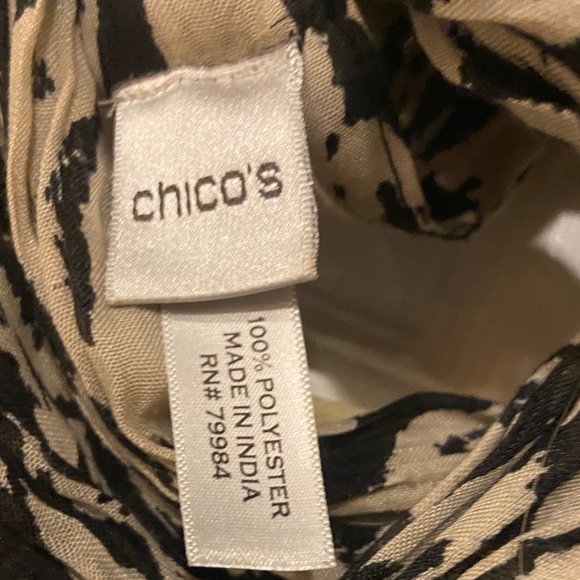 chico's
100% POLYESTER
MADE IN INDIA
RN# 79984